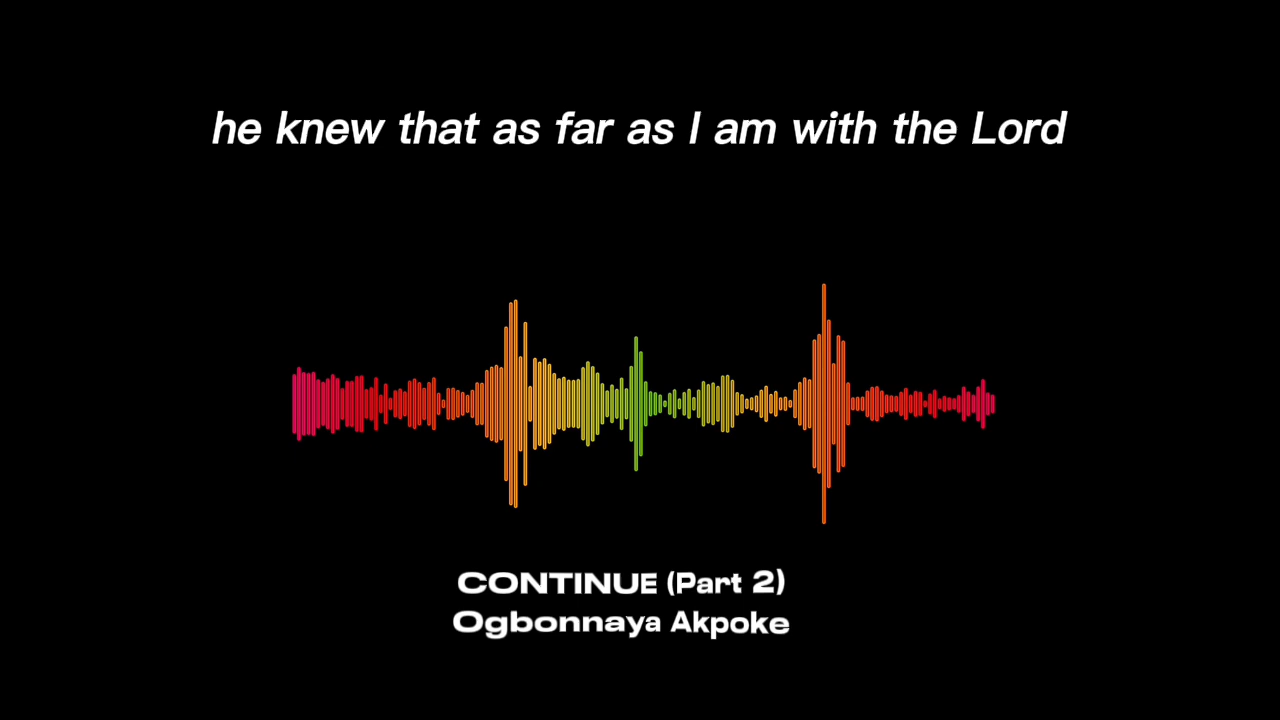 he knew that as far as I am with the Lord
CONTINUE (Part 2)
Ogbonnaya Akpoke